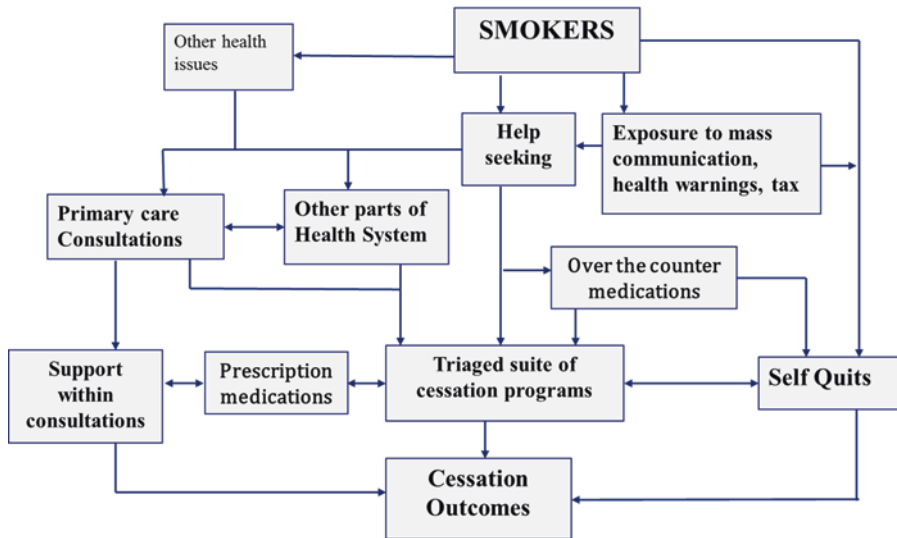 SMOKERS
Other health
issues
Help
seeking
Exposure to mass
communication,
health warnings, tax
Primary care
Consultations
Other parts of
Health System
Over the counter
medications
Support
within
consultations
Prescription
medications
Triaged suite of
cessation programs
Self Quits
Cessation
Outcomes